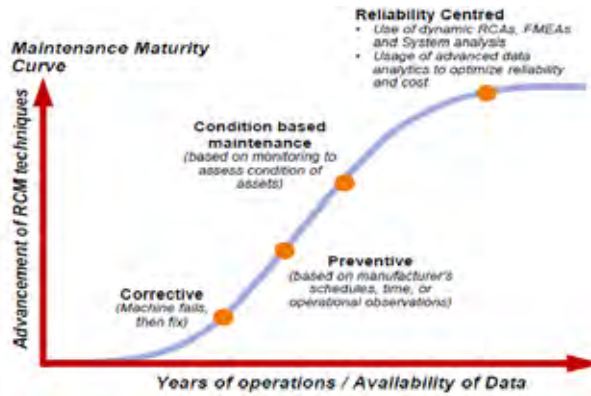 Reliability Centred
• Use of dynamic RCAs, FMEAs
and System analysis
• Usage of advanced data
analytics to optimize reliability
and cost
Maintenance Maturity
Curve
Condition based
maintenance
(based on monitoring to
assess condition of
assets)
Preventive
(based on manufacturer's
schedules, time, or
operational observations)
Corrective
(Machine fails,
then fix)
Advancement of RCM techniques
Years of operations / Availability of Data